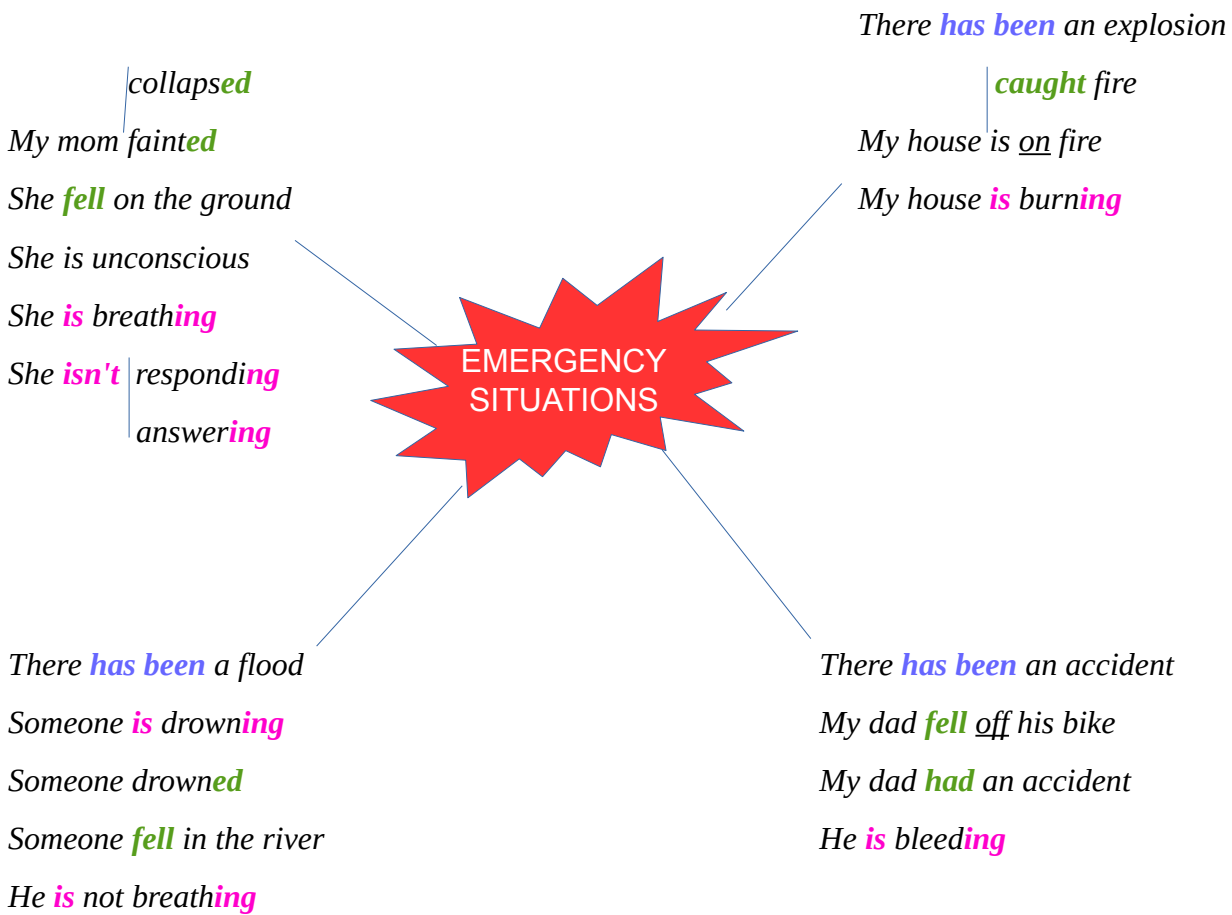 collapsed
My mom fainted
She fell on the ground
She is unconscious
She is breathing
She isn't responding
answering
There has been an explosion
caught fire
My house is on fire
My house is burning
EMERGENCY
SITUATIONS
There has been a flood
Someone is drowning
Someone drowned
Someone fell in the river
He is not breathing
There has been an accident
My dad fell off his bike
My dad had an accident
He is bleeding